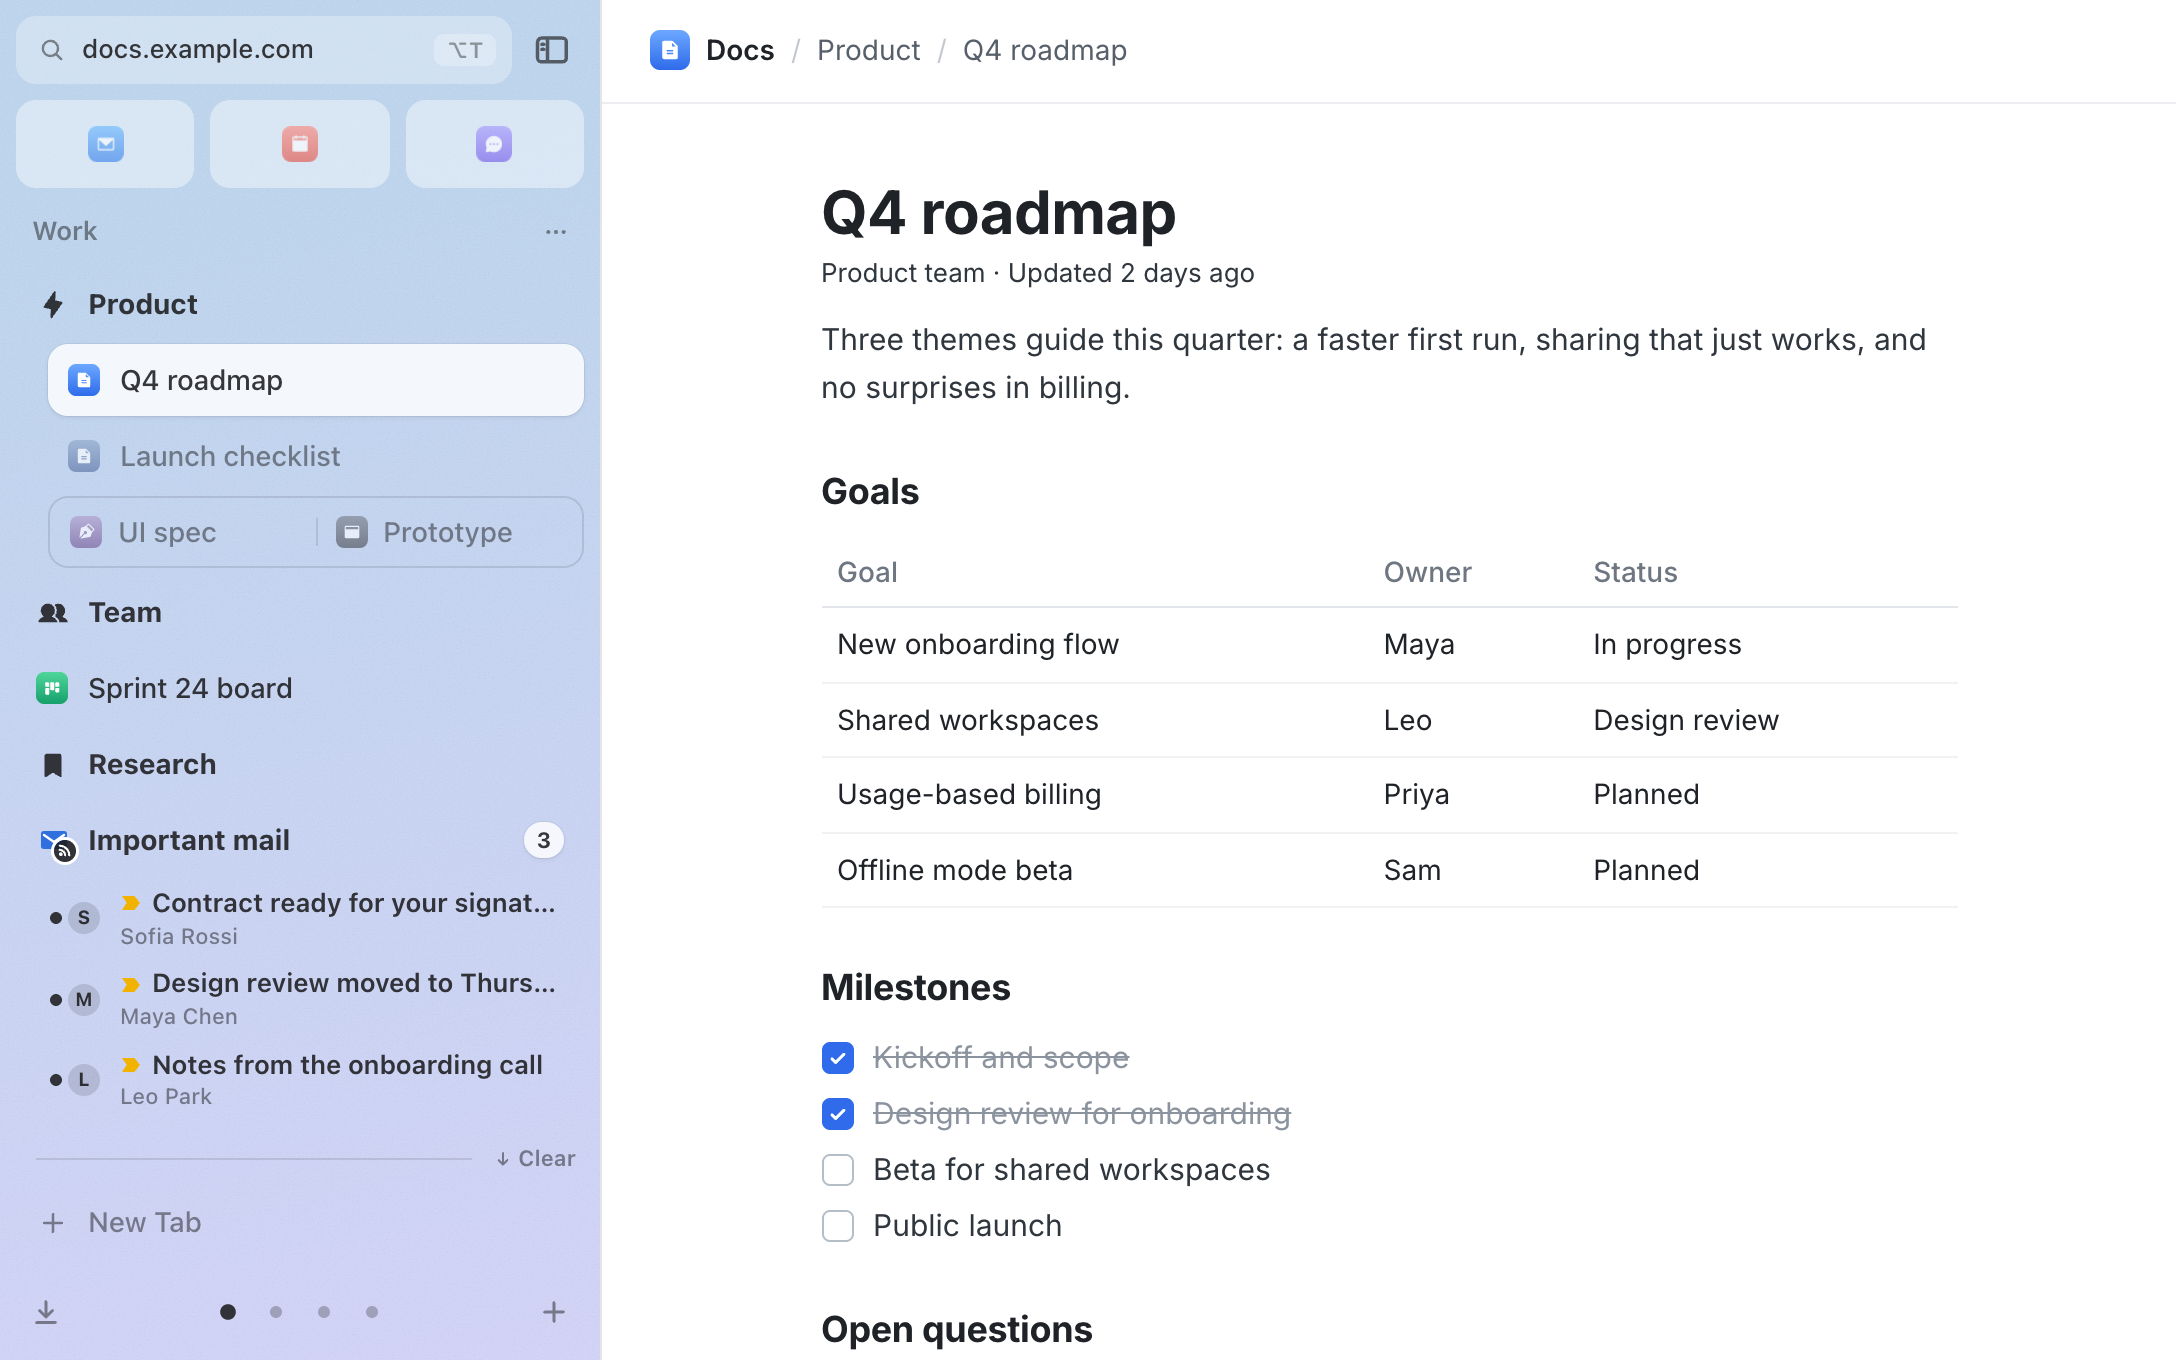 docs.example.com ⌥T
Work
Product
Q4 roadmap
Launch checklist
UI spec
Prototype
Team
Sprint 24 board
Research
Important mail 3
S Contract ready for your signat...
Sofia Rossi
M Design review moved to Thurs...
Maya Chen
L Notes from the onboarding call
Leo Park
↓ Clear
+ New Tab
Docs / Product / Q4 roadmap
Q4 roadmap
Product team · Updated 2 days ago
Three themes guide this quarter: a faster first run, sharing that just works, and
no surprises in billing.
Goals
Goal Owner Status
New onboarding flow Maya In progress
Shared workspaces Leo Design review
Usage-based billing Priya Planned
Offline mode beta Sam Planned
Milestones
Kickoff and scope
Design review for onboarding
Beta for shared workspaces
Public launch
Open questions